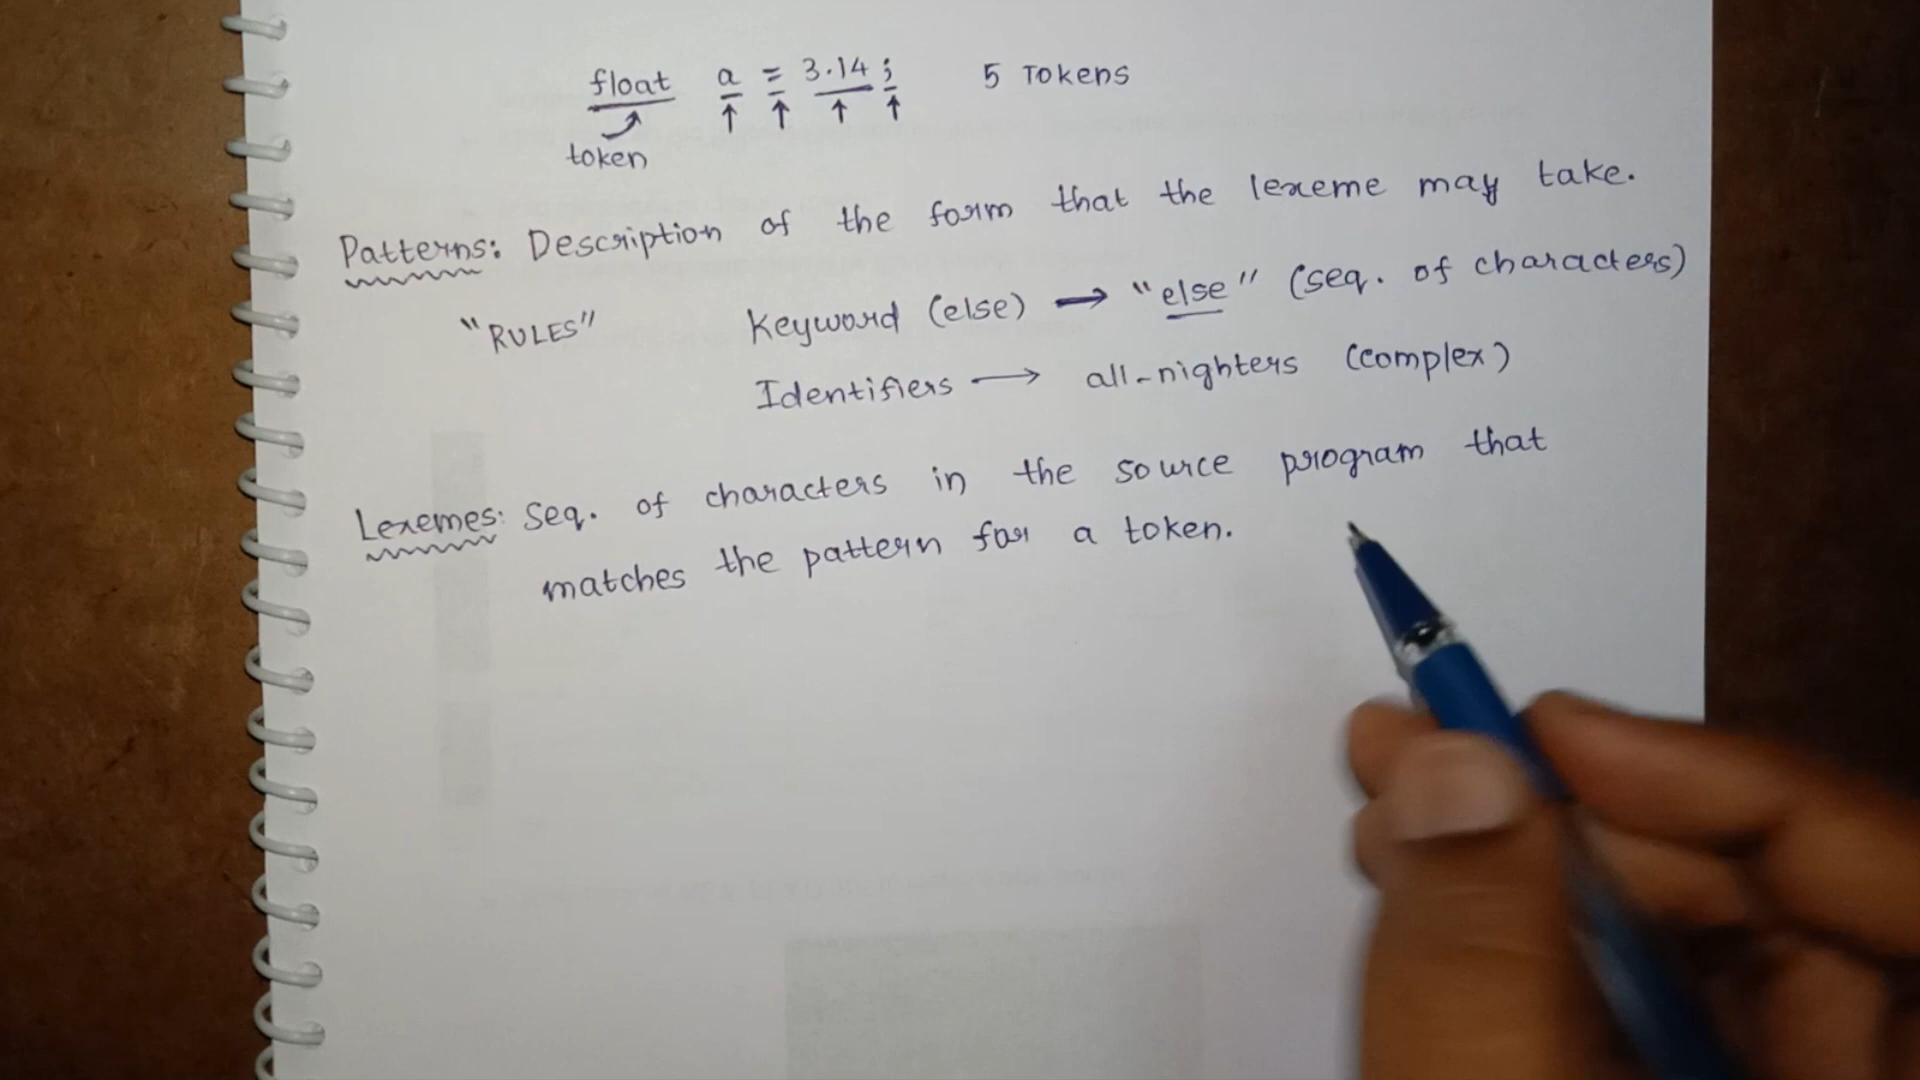 float a = 3.14 ; 5 Tokens
token
Patterns: Description of the form that the lexeme may take.
"RULES" Keyword (else) → "else" (seq. of characters)
Identifiers → all-nighters (complex)
Lexemes: Seq. of characters in the source program that
matches the pattern for a token.